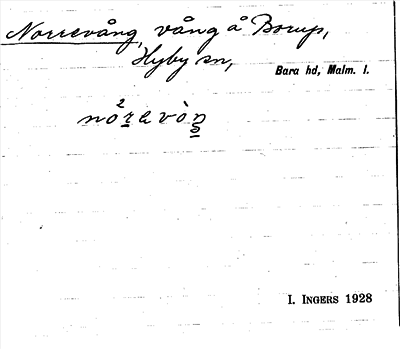 Norrevång, vång å Borup,
Hyby sn,
Bara hd, Malm. l.
I. INGERS 1928